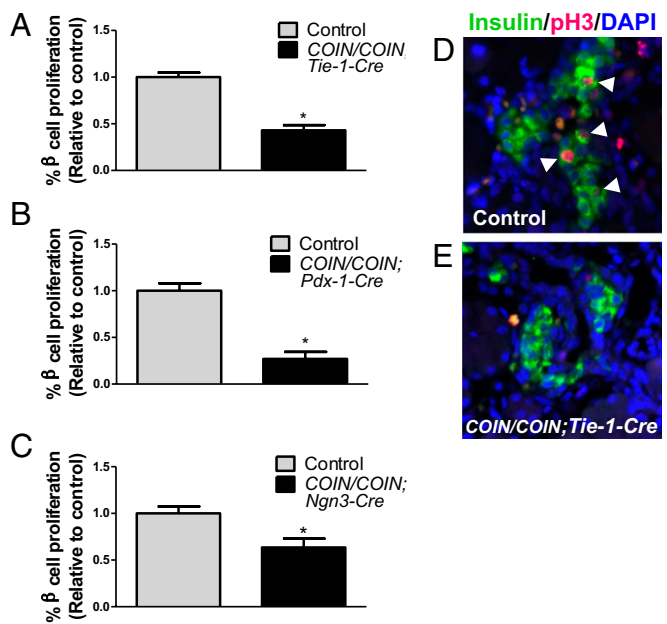 A
% β cell proliferation
(Relative to control)
1.5
1.0
0.5
0.0
Control
COIN/COIN;
Tie-1-Cre
*
B
% β cell proliferation
(Relative to control)
1.5
1.0
0.5
0.0
Control
COIN/COIN;
Pdx-1-Cre
*
C
% β cell proliferation
(Relative to control)
1.5
1.0
0.5
0.0
Control
COIN/COIN;
Ngn3-Cre
*
Insulin/pH3/DAPI
D
Control
E
COIN/COIN;Tie-1-Cre